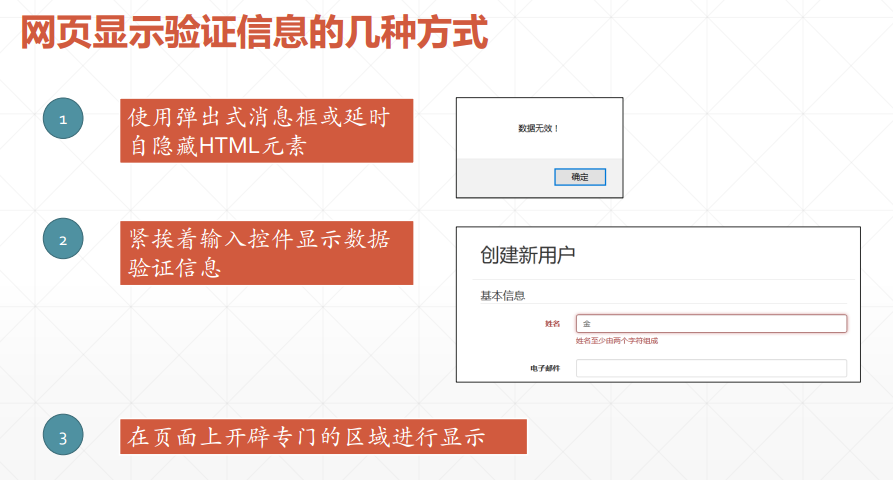 网页显示验证信息的几种方式
1
使用弹出式消息框或延时
自隐藏HTML元素
数据无效！
确定
2
紧挨着输入控件显示数据
验证信息
创建新用户
基本信息
姓名
金
姓名至少由两个字符组成
电子邮件
3
在页面上开辟专门的区域进行显示